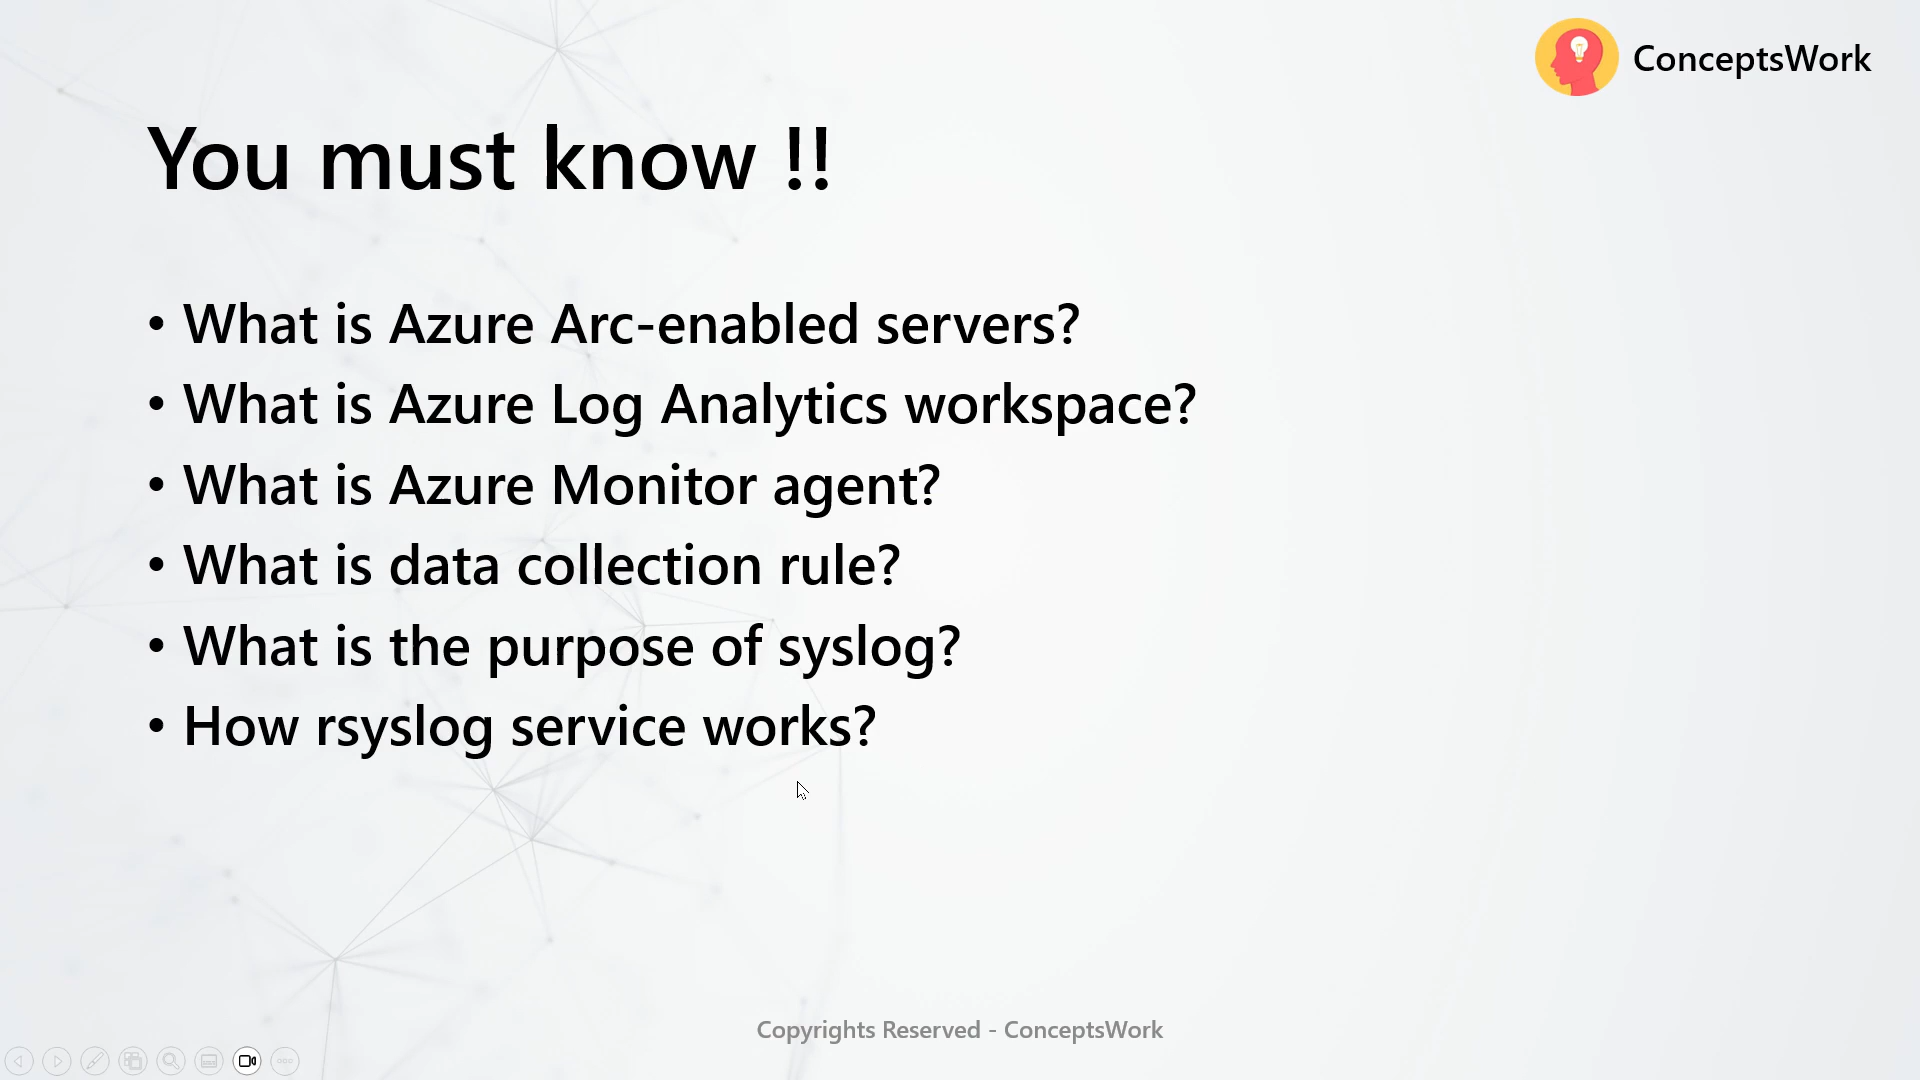 ConceptsWork
You must know !!
• What is Azure Arc-enabled servers?
• What is Azure Log Analytics workspace?
• What is Azure Monitor agent?
• What is data collection rule?
• What is the purpose of syslog?
• How rsyslog service works?
Copyrights Reserved - ConceptsWork